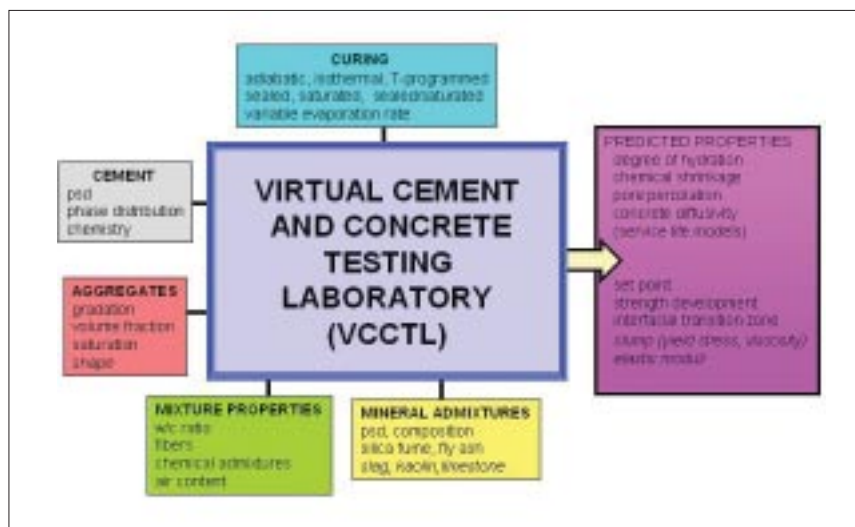 CURING
adiabatic, isothermal, T-programmed
sealed, saturated, sealed/saturated
variable evaporation rate
CEMENT
psd
phase distribution
chemistry
AGGREGATES
gradation
volume fraction
saturation
shape
VIRTUAL CEMENT
AND CONCRETE
TESTING
LABORATORY
(VCCTL)
PREDICTED PROPERTIES
degree of hydration
chemical shrinkage
pore percolation
concrete diffusivity
(service life models)
set point
strength development
interfacial transition zone
slump (yield stress, viscosity)
elastic moduli
MIXTURE PROPERTIES
w/c ratio
fibers
chemical admixtures
air content
MINERAL ADMIXTURES
psd, composition
silica fume, fly ash
slag, kaolin, limestone